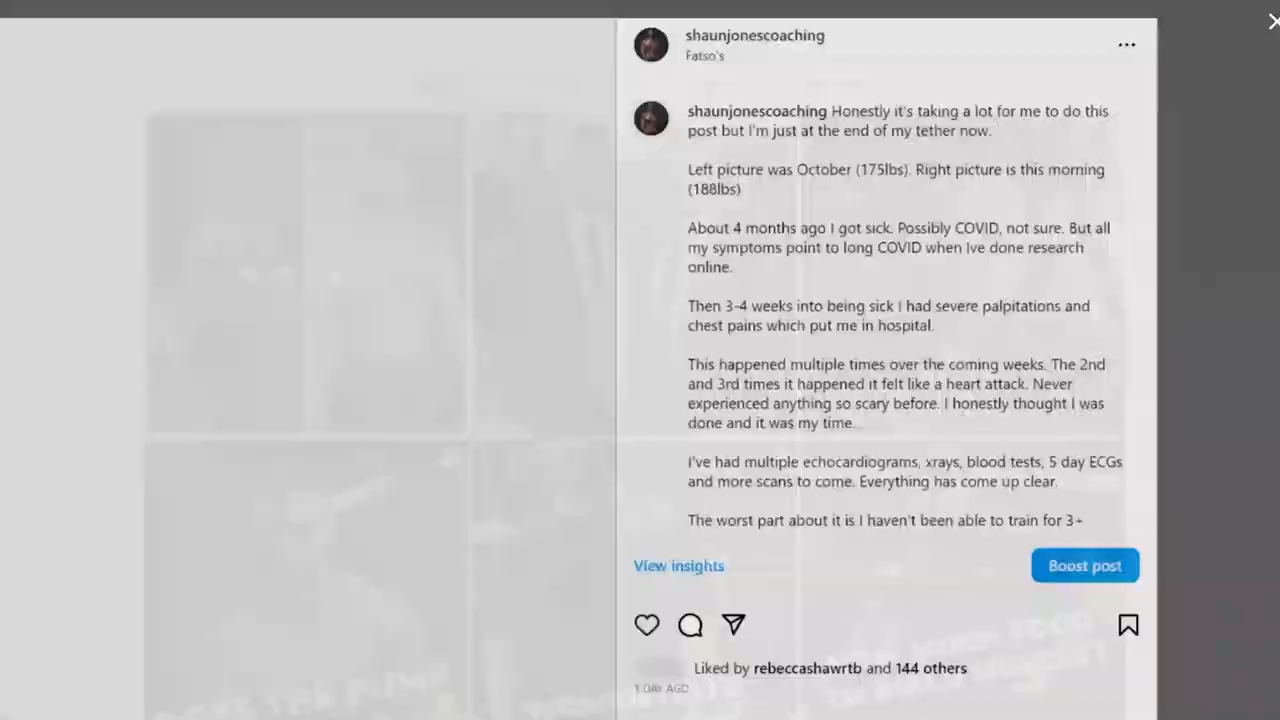 shaunjonescoaching
Fatso's
shaunjonescoaching Honestly it's taking a lot for me to do this
post but I'm just at the end of my tether now.
Left picture was October (175lbs). Right picture is this morning
(188lbs)
About 4 months ago I got sick. Possibly COVID, not sure. But all
my symptoms point to long COVID when Ive done research
online.
Then 3-4 weeks into being sick I had severe palpitations and
chest pains which put me in hospital.
This happened multiple times over the coming weeks. The 2nd
and 3rd times it happened it felt like a heart attack. Never
experienced anything so scary before. I honestly thought I was
done and it was my time...
I've had multiple echocardiograms, xrays, blood tests, 5 day ECGs
and more scans to come. Everything has come up clear.
The worst part about it is I haven't been able to train for 3+
View insights
Boost post
Liked by rebeccashawrtb and 144 others
1 DAY AGO